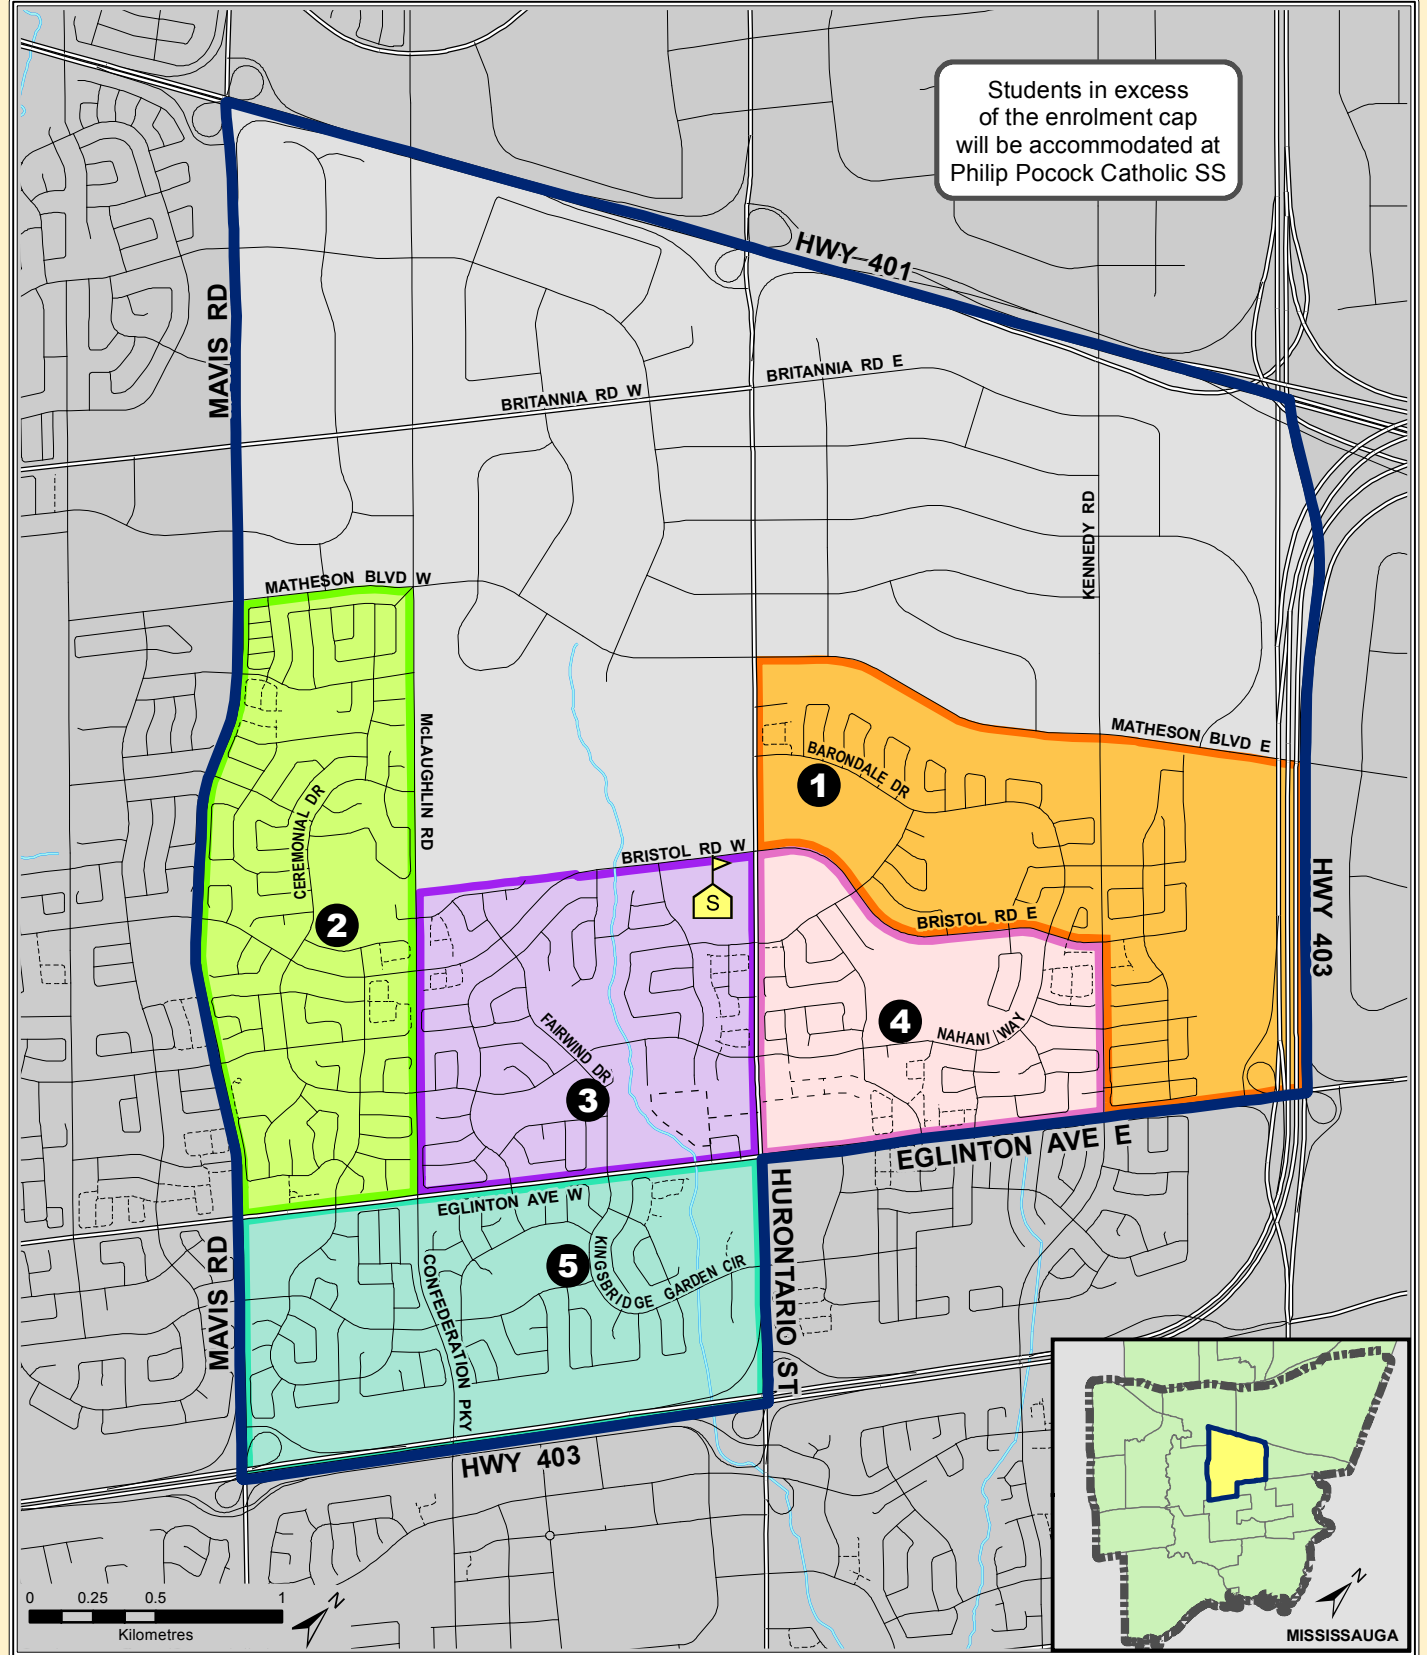 Students in excess
of the enrolment cap
will be accommodated at
Philip Pocock Catholic SS
HWY 401
MAVIS RD
BRITANNIA RD W
BRITANNIA RD E
KENNEDY RD
MATHESON BLVD W
McLAUGHLIN RD
MATHESON BLVD E
BARONDALE DR
1
CEREMONIAL DR
BRISTOL RD W
S
HWY 403
2
BRISTOL RD E
FAIRWIND DR
4
NAHANI WAY
3
EGLINTON AVE E
EGLINTON AVE W
HURONTARIO ST
MAVIS RD
CONFEDERATION PKY
5
KINGSBRIDGE GARDEN CIR
HWY 403
0 0.25 0.5 1
Kilometres
N
N
MISSISSAUGA